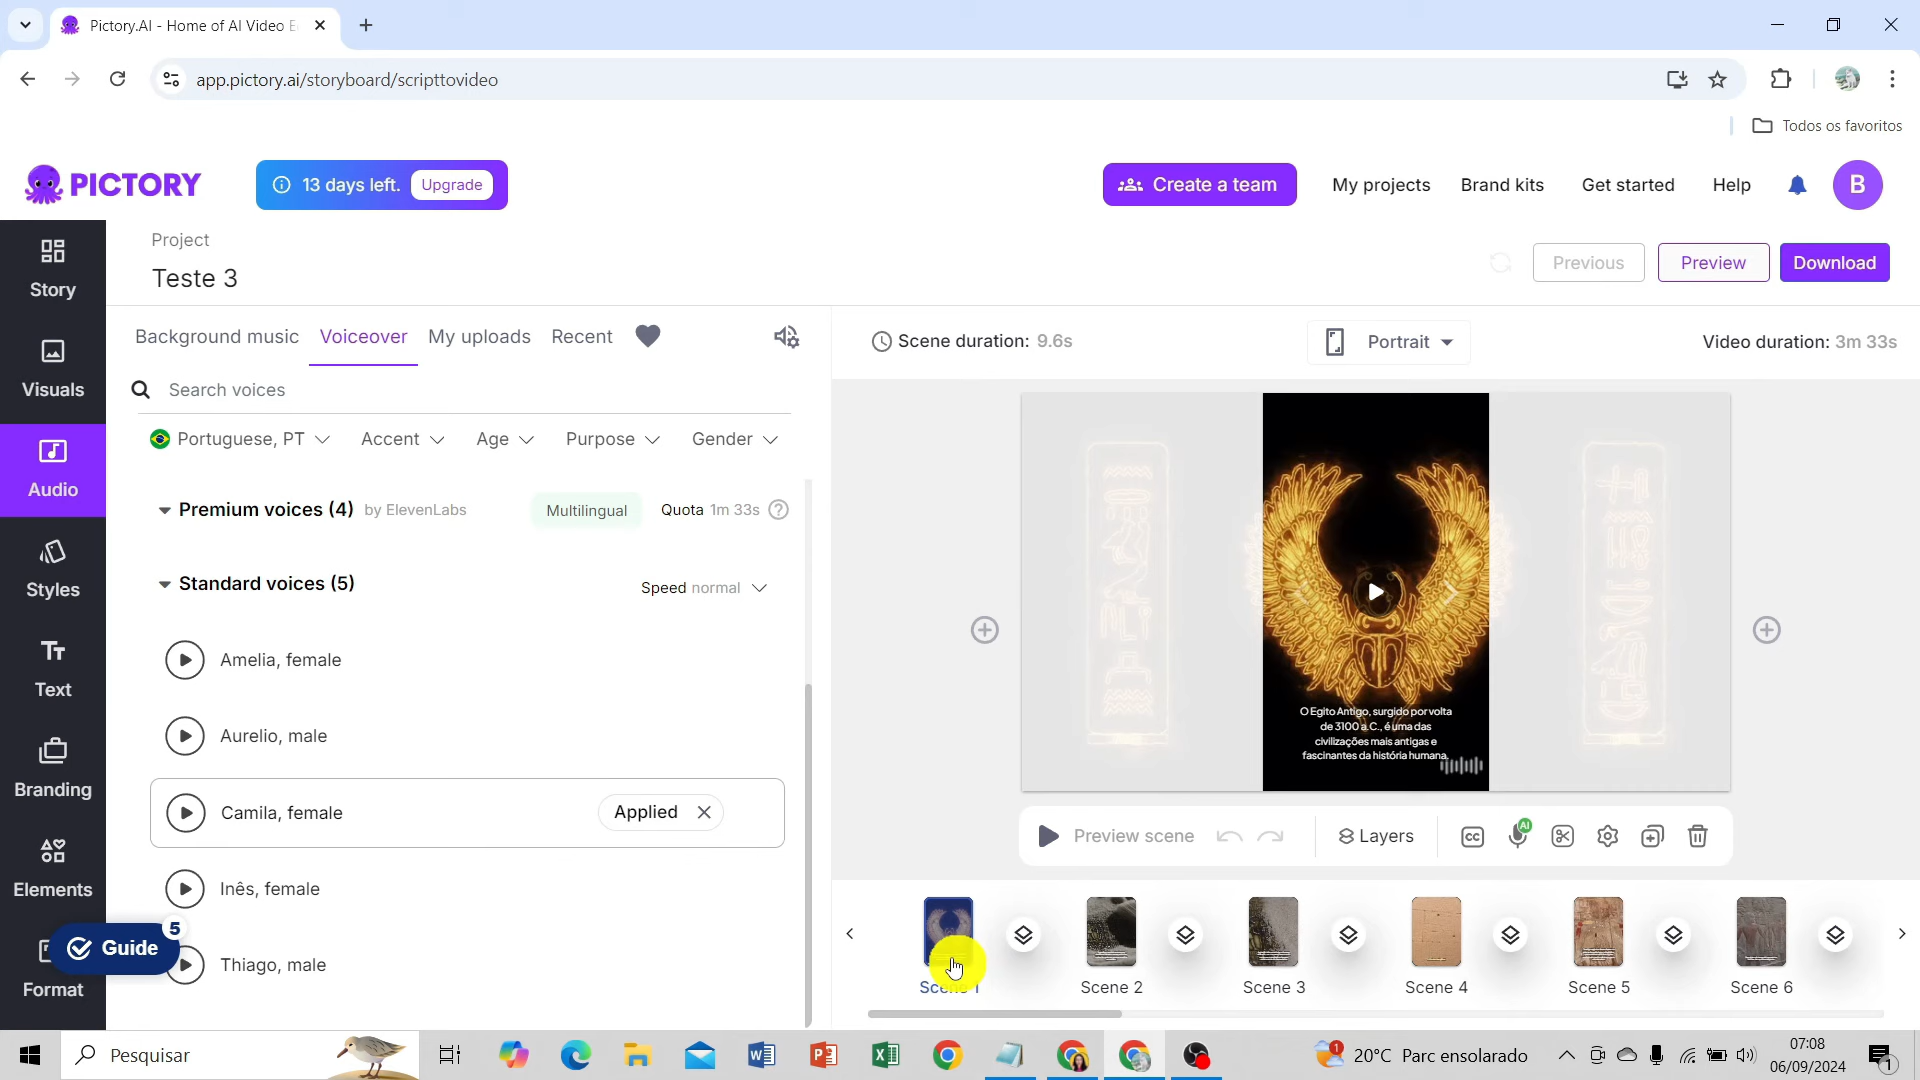 Pictory.AI - Home of AI Video E
app.pictory.ai/storyboard/scripttovideo
Todos os favoritos
PICTORY
13 days left.
Upgrade
Create a team
My projects
Brand kits
Get started
Help
B
Project
Teste 3
Previous
Preview
Download
Story
Visuals
Audio
Styles
Text
Branding
Elements
Format
Guide
5
Background music
Voiceover
My uploads
Recent
Search voices
Portuguese, PT
Accent
Age
Purpose
Gender
Premium voices (4) by ElevenLabs
Multilingual
Quota 1m 33s
Standard voices (5)
Speed normal
Amelia, female
Aurelio, male
Camila, female
Applied
Inês, female
Thiago, male
Scene duration: 9.6s
Portrait
Video duration: 3m 33s
O Egito Antigo, surgido por volta
de 3100 a.C., é uma das
civilizações mais antigas e
fascinantes da história humana.
Preview scene
Layers
CC
AI
Scene 1
Scene 2
Scene 3
Scene 4
Scene 5
Scene 6
Pesquisar
1
20°C Parc ensolarado
07:08
06/09/2024
1